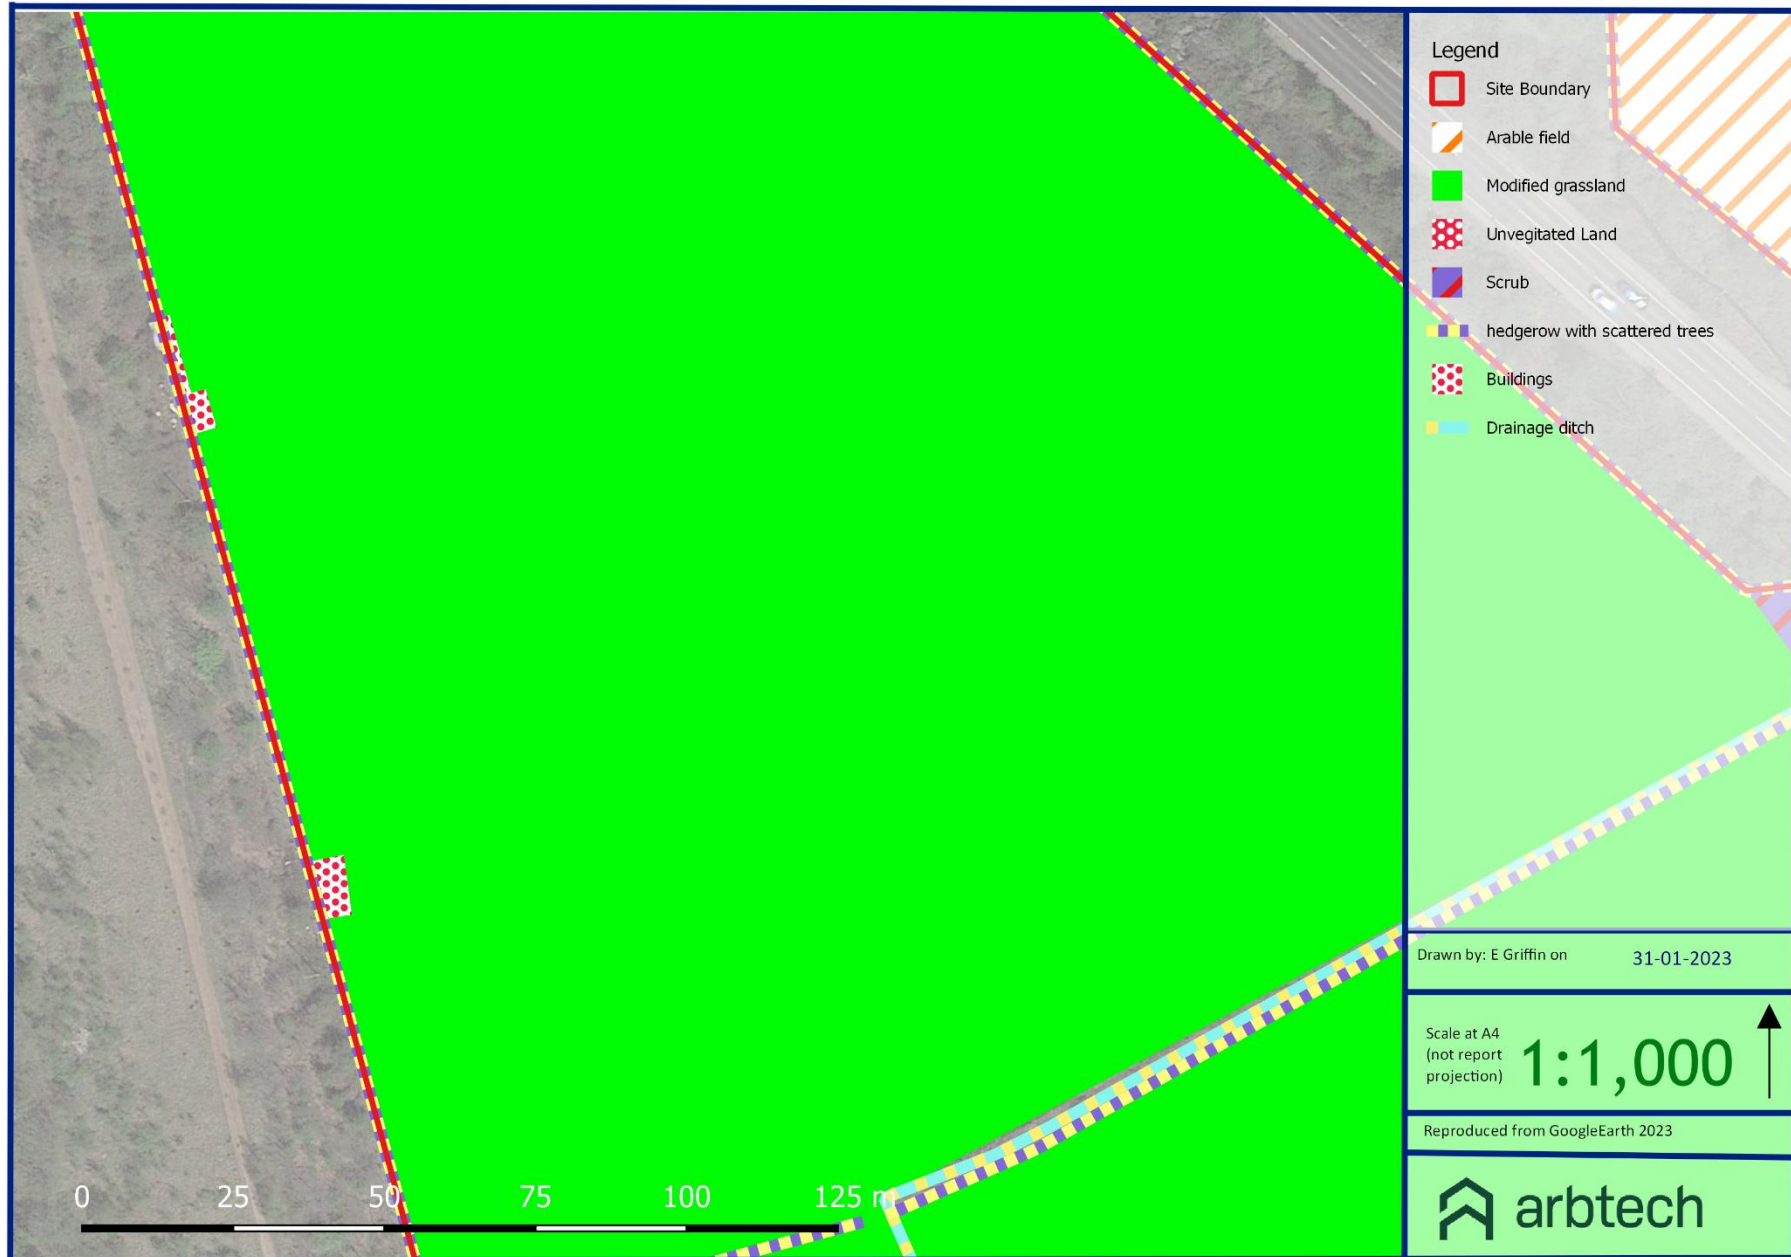 Legend
Site Boundary
Arable field
Modified grassland
Unvegitated Land
Scrub
hedgerow with scattered trees
Buildings
Drainage ditch
Drawn by: E Griffin on 31-01-2023
Scale at A4
(not report
projection)
1:1,000
Reproduced from GoogleEarth 2023
arbtech
0 25 50 75 100 125 m